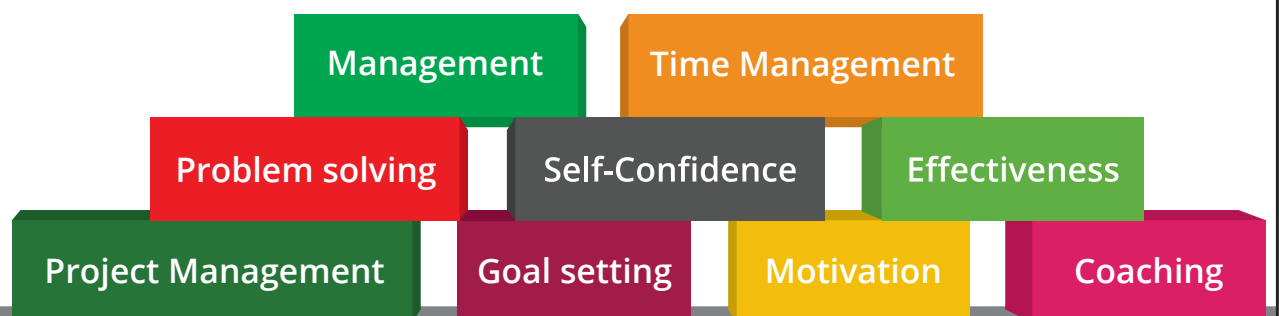 Management
Time Management
Problem solving
Self-Confidence
Effectiveness
Project Management
Goal setting
Motivation
Coaching